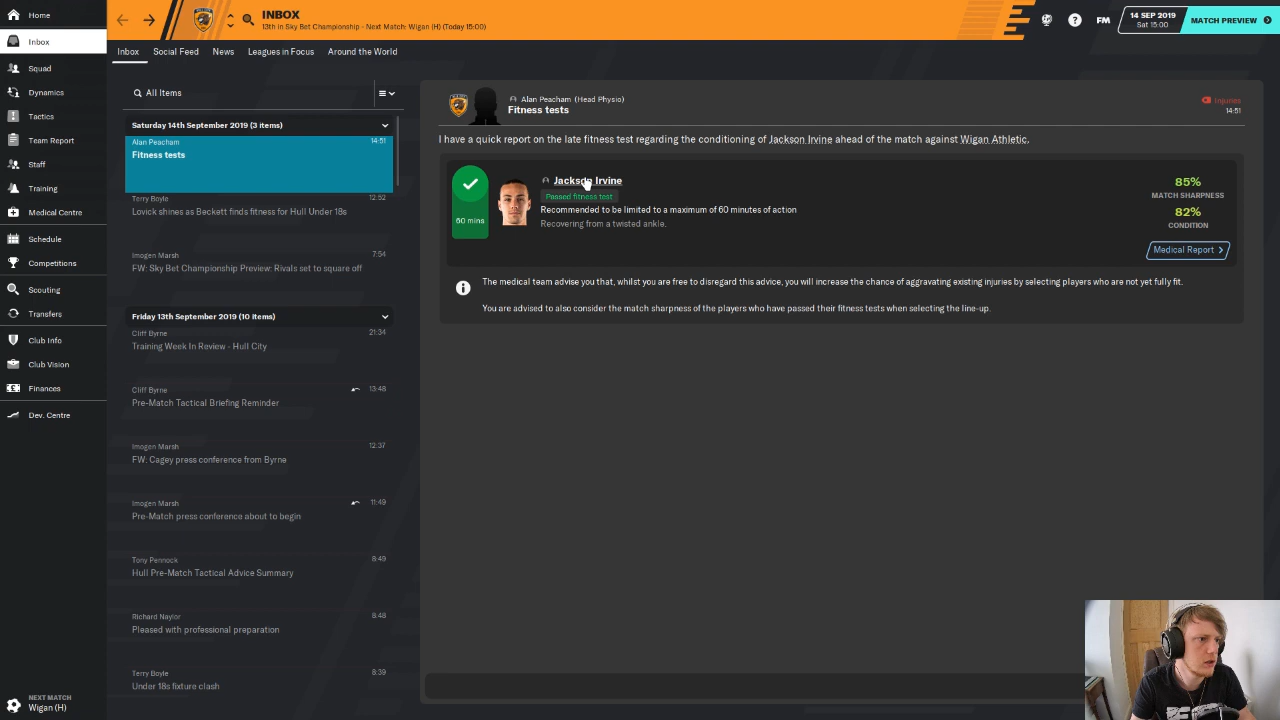 Home
Inbox
Squad
Dynamics
Tactics
Team Report
Staff
Training
Medical Centre
Schedule
Competitions
Scouting
Transfers
Club Info
Club Vision
Finances
Dev. Centre
NEXT MATCH
Wigan (H)
INBOX
13th in Sky Bet Championship - Next Match: Wigan (H) (Today 15:00)
FM
14 SEP 2019
Sat 15:00
MATCH PREVIEW
Inbox
Social Feed
News
Leagues in Focus
Around the World
All Items
Saturday 14th September 2019 (3 items)
Alan Peacham 14:51
Fitness tests
Terry Boyle 12:52
Lovick shines as Beckett finds fitness for Hull Under 18s
Imogen Marsh 7:54
FW: Sky Bet Championship Preview: Rivals set to square off
Friday 13th September 2019 (10 items)
Cliff Byrne 21:34
Training Week In Review - Hull City
Cliff Byrne 13:48
Pre-Match Tactical Briefing Reminder
Imogen Marsh 12:37
FW: Cagey press conference from Byrne
Imogen Marsh 11:49
Pre-Match press conference about to begin
Tony Pennock 8:49
Hull Pre-Match Tactical Advice Summary
Richard Naylor 8:48
Pleased with professional preparation
Terry Boyle 8:39
Under 18s fixture clash
Alan Peacham (Head Physio)
Fitness tests
Injuries
14:51
I have a quick report on the late fitness test regarding the conditioning of Jackson Irvine ahead of the match against Wigan Athletic.
60 mins
Jackson Irvine
Passed fitness test
Recommended to be limited to a maximum of 60 minutes of action
Recovering from a twisted ankle.
85%
MATCH SHARPNESS
82%
CONDITION
Medical Report
The medical team advise you that, whilst you are free to disregard this advice, you will increase the chance of aggravating existing injuries by selecting players who are not yet fully fit.
You are advised to also consider the match sharpness of the players who have passed their fitness tests when selecting the line-up.